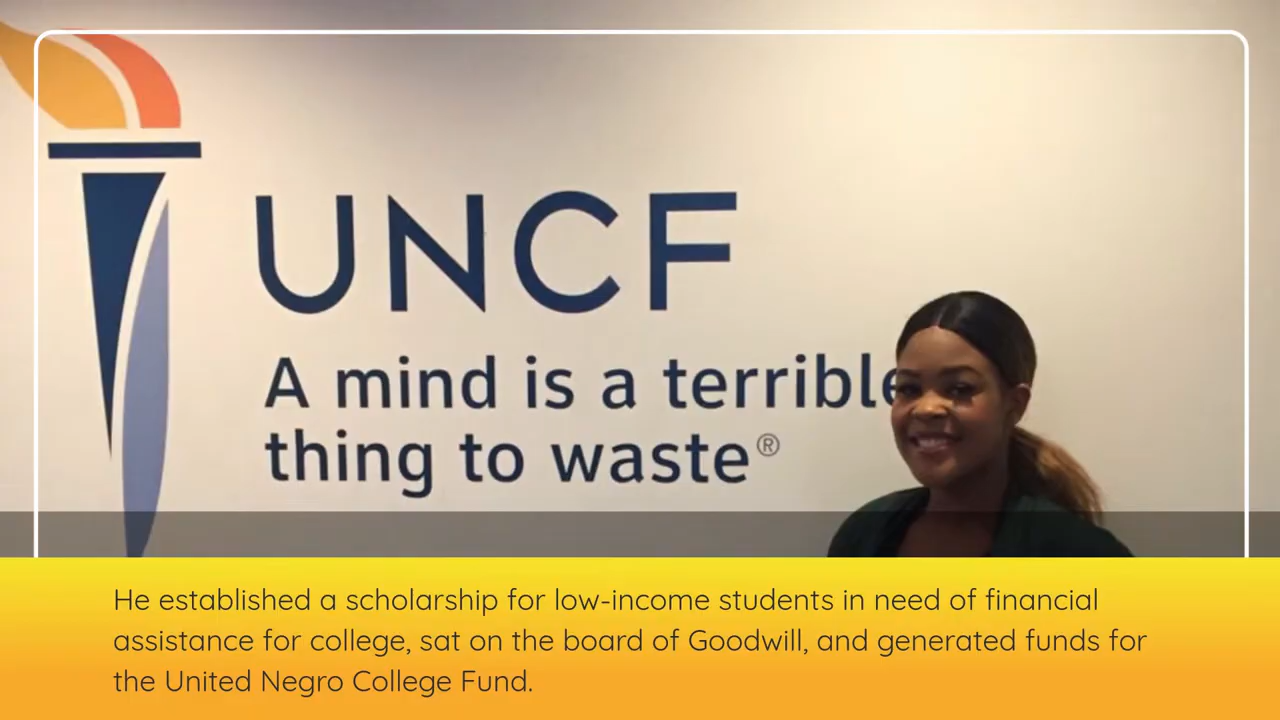 UNCF
A mind is a terrible
thing to waste®
He established a scholarship for low-income students in need of financial
assistance for college, sat on the board of Goodwill, and generated funds for
the United Negro College Fund.